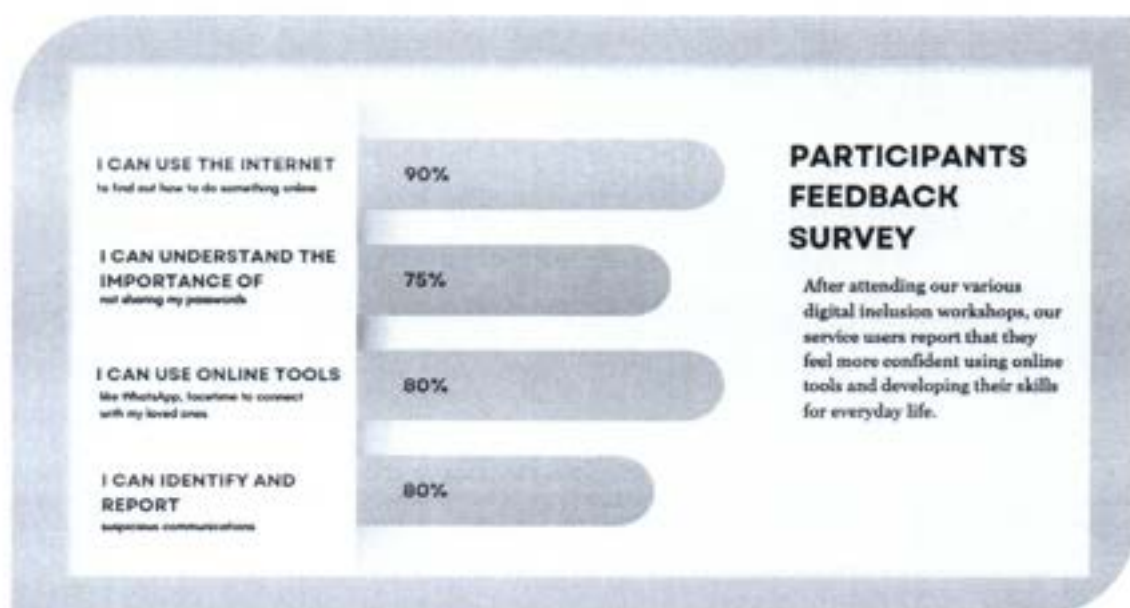 I CAN USE THE INTERNET
to find out how to do something online
90%
I CAN UNDERSTAND THE
IMPORTANCE OF
not sharing my passwords
75%
I CAN USE ONLINE TOOLS
like WhatsApp, facetime to connect
with my loved ones
80%
I CAN IDENTIFY AND
REPORT
suspicious communications
80%
PARTICIPANTS
FEEDBACK
SURVEY
After attending our various
digital inclusion workshops, our
service users report that they
feel more confident using online
tools and developing their skills
for everyday life.